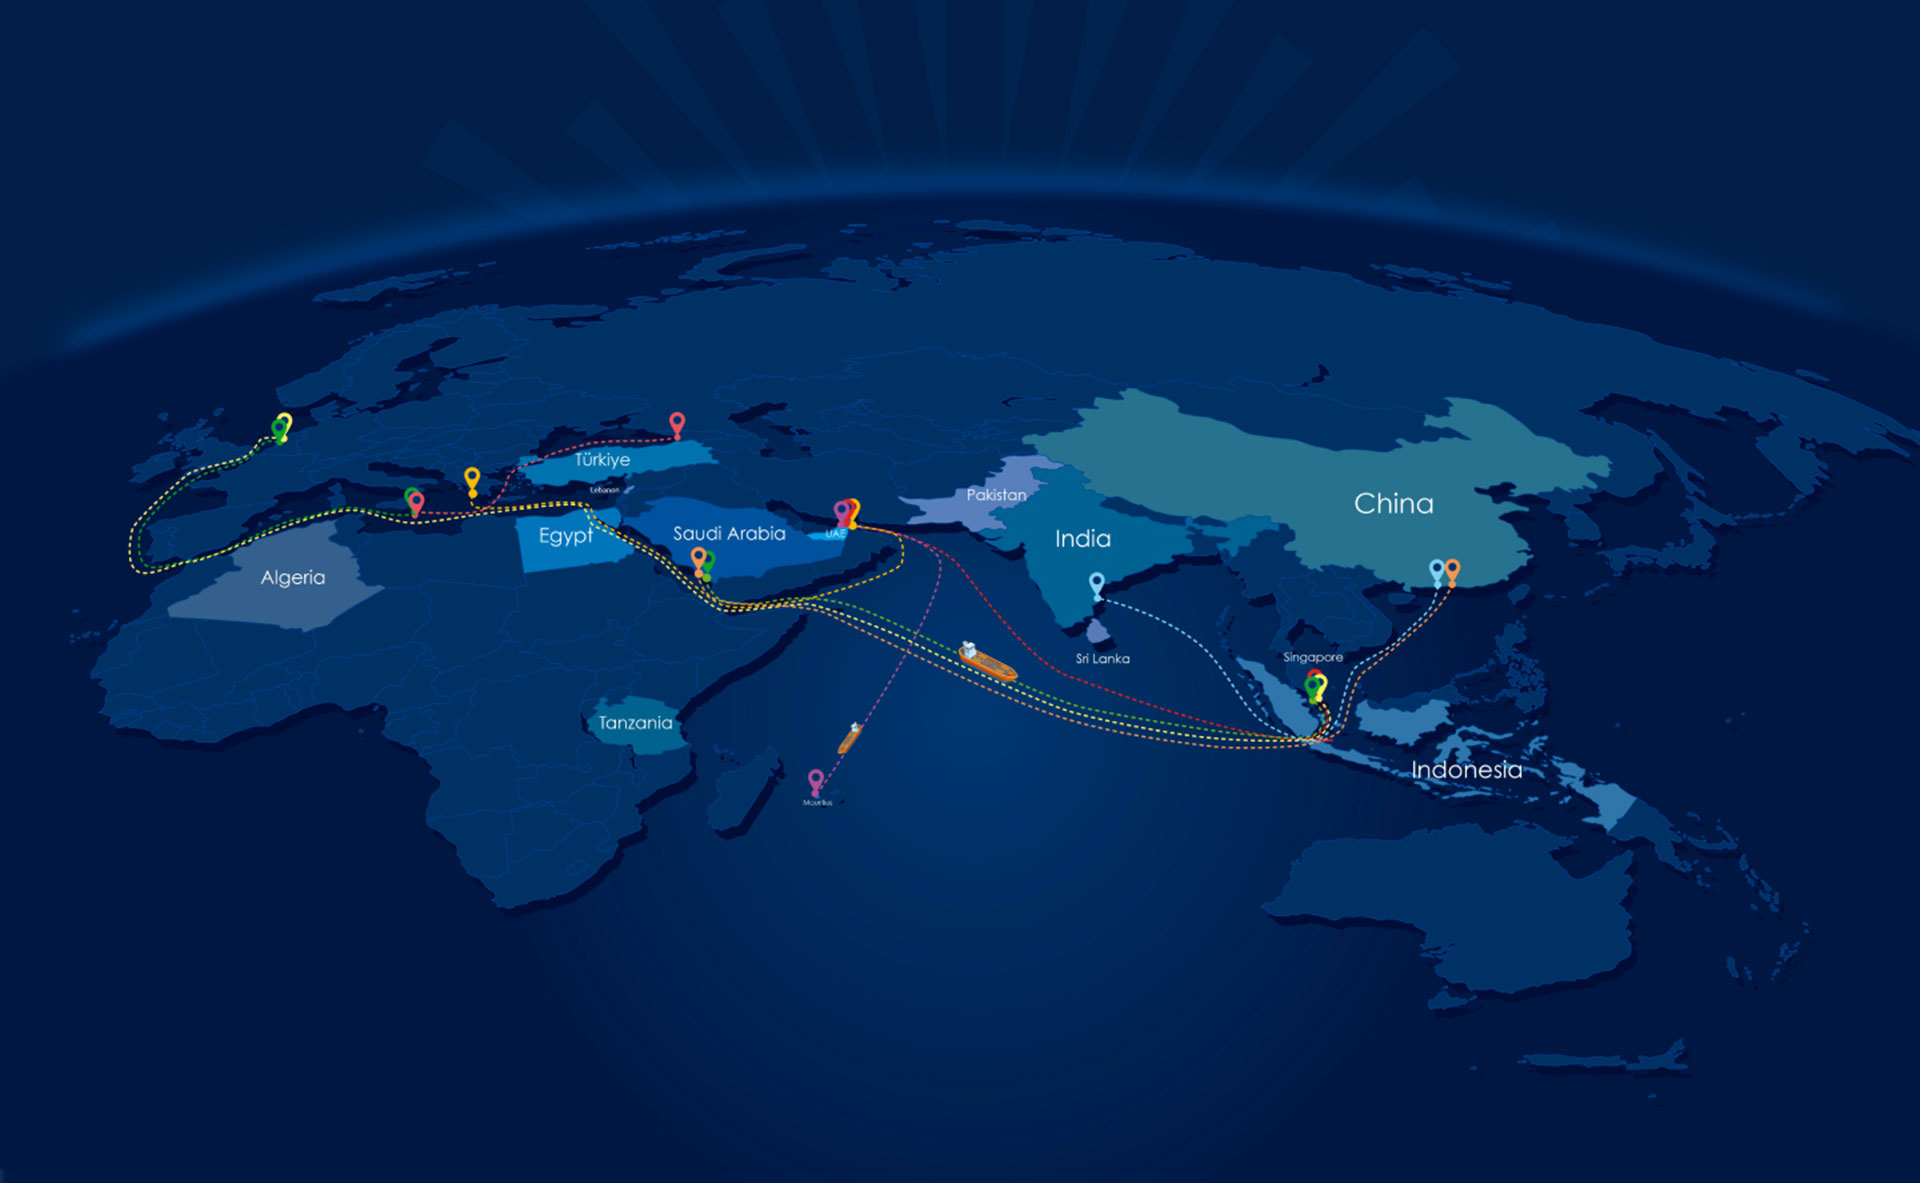 Türkiye
Lebanon
Pakistan
China
Egypt
Saudi Arabia
UAE
India
Algeria
Singapore
Sri Lanka
Tanzania
Indonesia
Mauritius